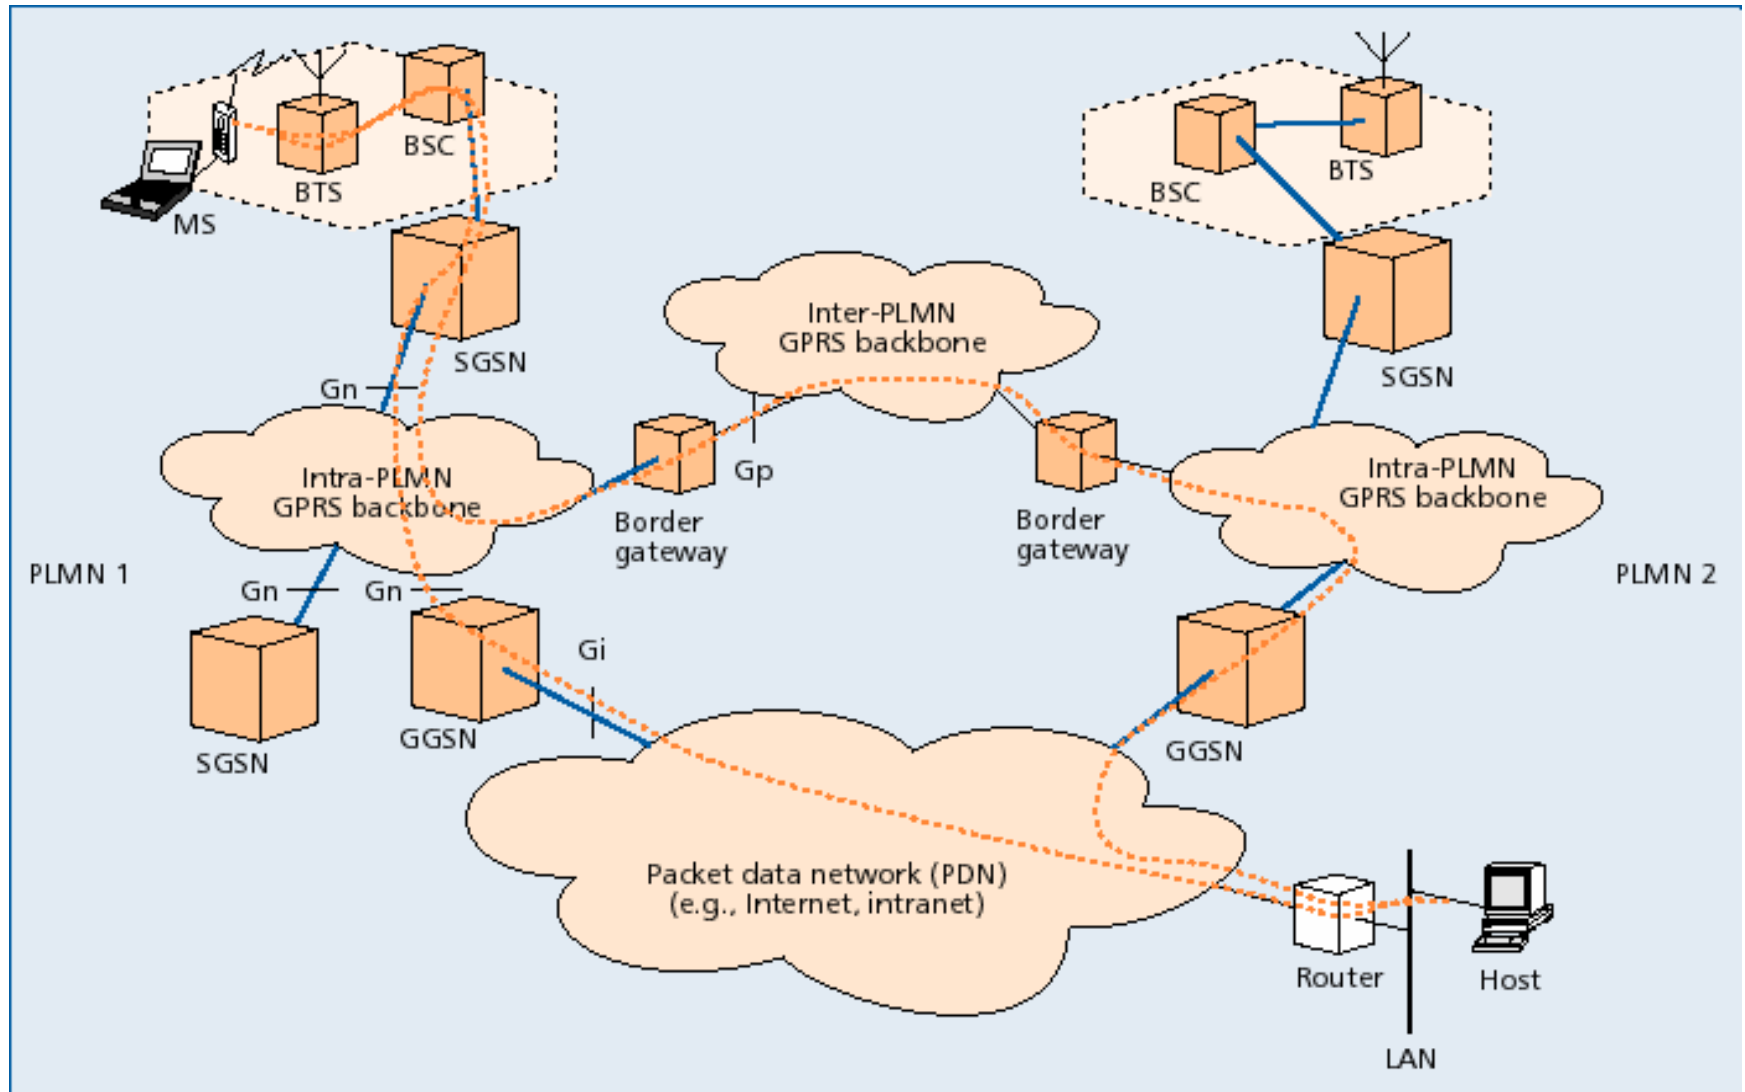 BSC
BTS
MS
BTS
BSC
SGSN
Inter-PLMN
GPRS backbone
SGSN
Gn
Gp
Intra-PLMN
GPRS backbone
Border
gateway
Border
gateway
Intra-PLMN
GPRS backbone
PLMN 1
Gn
Gn
PLMN 2
Gi
SGSN
GGSN
GGSN
Packet data network (PDN)
(e.g., Internet, intranet)
Router
Host
LAN